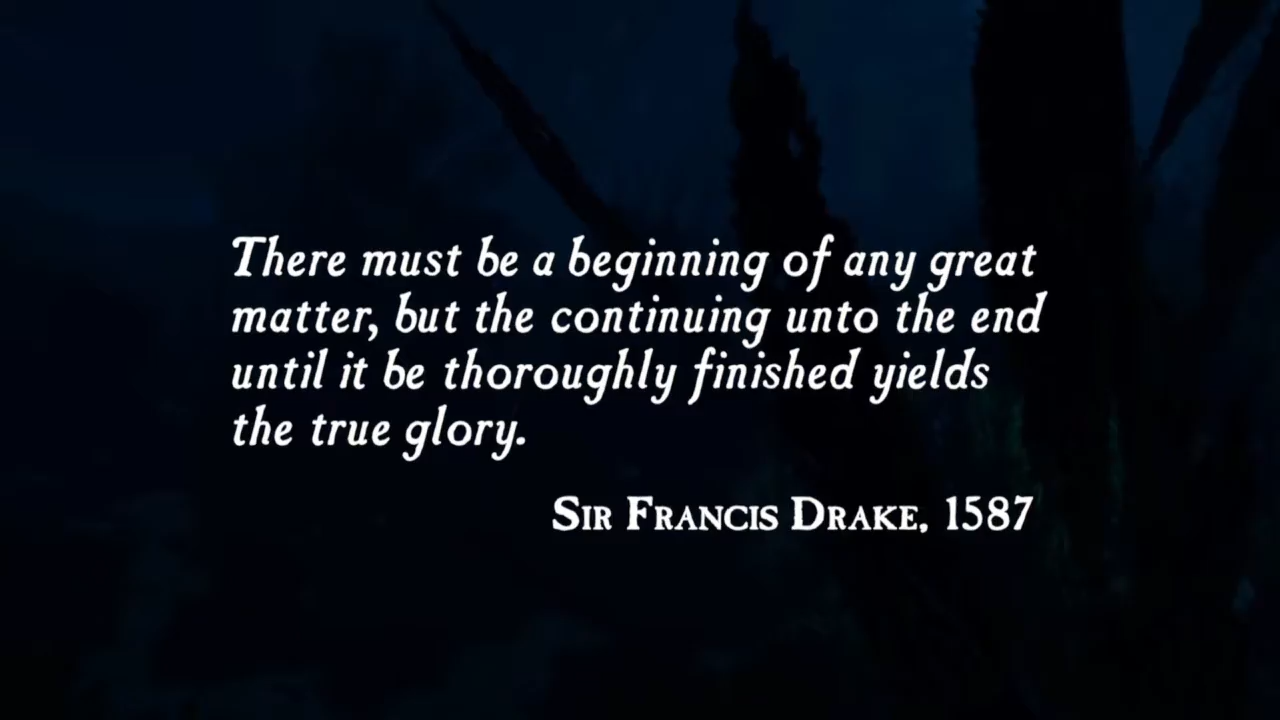 There must be a beginning of any great
matter, but the continuing unto the end
until it be thoroughly finished yields
the true glory.
Sir Francis Drake, 1587